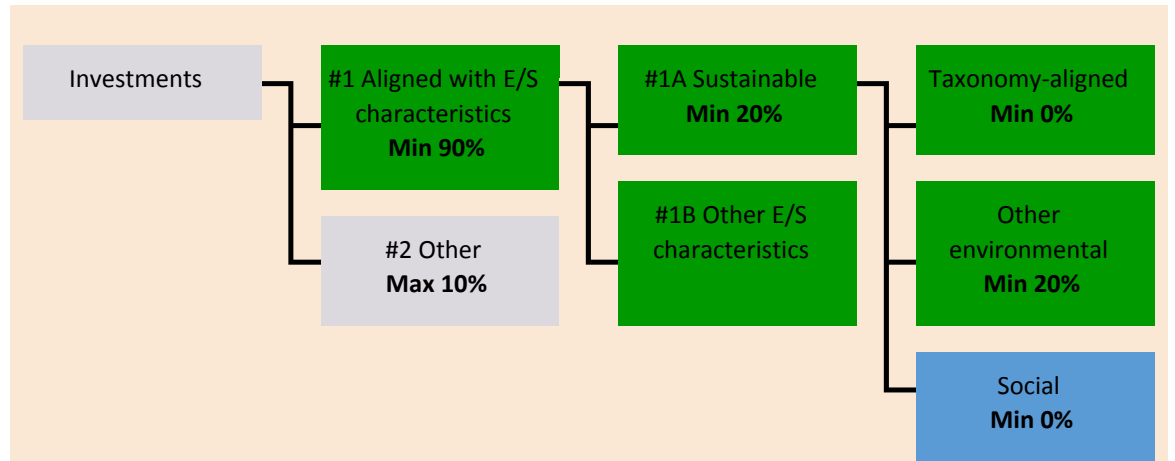 Investments
#1 Aligned with E/S
characteristics
Min 90%
#2 Other
Max 10%
#1A Sustainable
Min 20%
#1B Other E/S
characteristics
Taxonomy-aligned
Min 0%
Other
environmental
Min 20%
Social
Min 0%